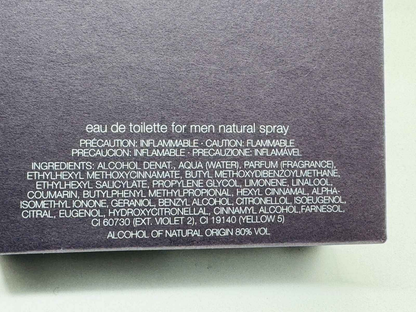 eau de toilette for men natural spray
PRÉCAUTION: INFLAMMABLE · CAUTION: FLAMMABLE
PRECAUCION: INFLAMABLE · PRECAUZIONE: INFLAMÁVEL
INGREDIENTS: ALCOHOL DENAT., AQUA (WATER), PARFUM (FRAGRANCE),
ETHYLHEXYL METHOXYCINNAMATE, BUTYL METHOXYDIBENZOYLMETHANE,
ETHYLHEXYL SALICYLATE, PROPYLENE GLYCOL, LIMONENE, LINALOOL,
COUMARIN, BUTYLPHENYL METHYLPROPIONAL, HEXYL CINNAMAL, ALPHA-
ISOMETHYL IONONE, GERANIOL, BENZYL ALCOHOL, CITRONELLOL, ISOEUGENOL,
CITRAL, EUGENOL, HYDROXYCITRONELLAL, CINNAMYL ALCOHOL, FARNESOL,
CI 60730 (EXT. VIOLET 2), CI 19140 (YELLOW 5)
ALCOHOL OF NATURAL ORIGIN 80% VOL